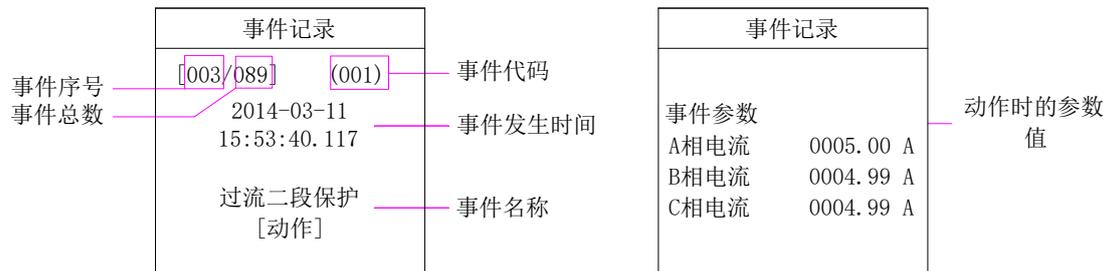 事件记录
[003/089] (001)
事件序号
事件总数
事件代码
2014-03-11
15:53:40.117
事件发生时间
过流二段保护
[动作]
事件名称
事件记录
事件参数
A相电流 0005.00 A
B相电流 0004.99 A
C相电流 0004.99 A
动作时的参数
值